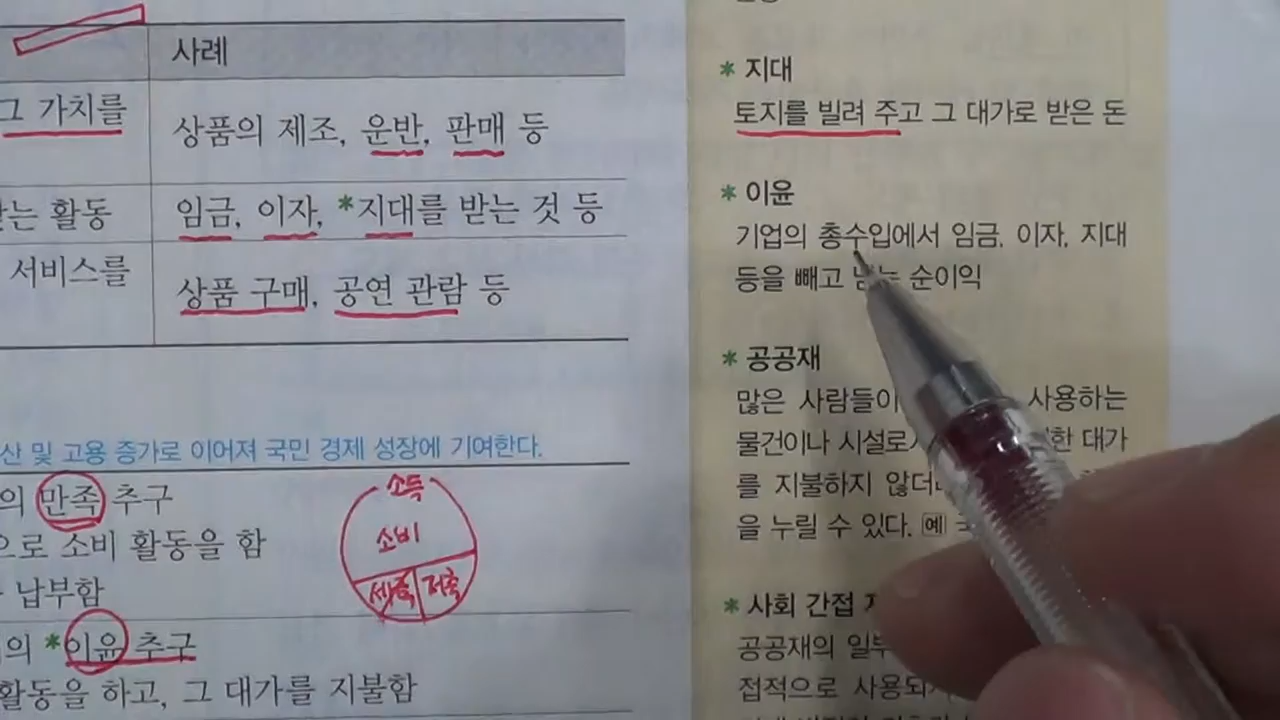 사례
그 가치를
상품의 제조, 운반, 판매 등
는 활동
임금, 이자, *지대를 받는 것 등
서비스를
상품 구매, 공연 관람 등
산 및 고용 증가로 이어져 국민 경제 성장에 기여한다.
의 만족 추구
으로 소비 활동을 함
납부함
소득
소비
저축
의 *이윤 추구
활동을 하고, 그 대가를 지불함
* 지대
토지를 빌려 주고 그 대가로 받은 돈
* 이윤
기업의 총수입에서 임금, 이자, 지대
등을 빼고 남는 순이익
* 공공재
많은 사람들이 사용하는
물건이나 시설로 대가
를 지불하지 않더
을 누릴 수 있다. 예
* 사회 간접
공공재의 일부
접적으로 사용되